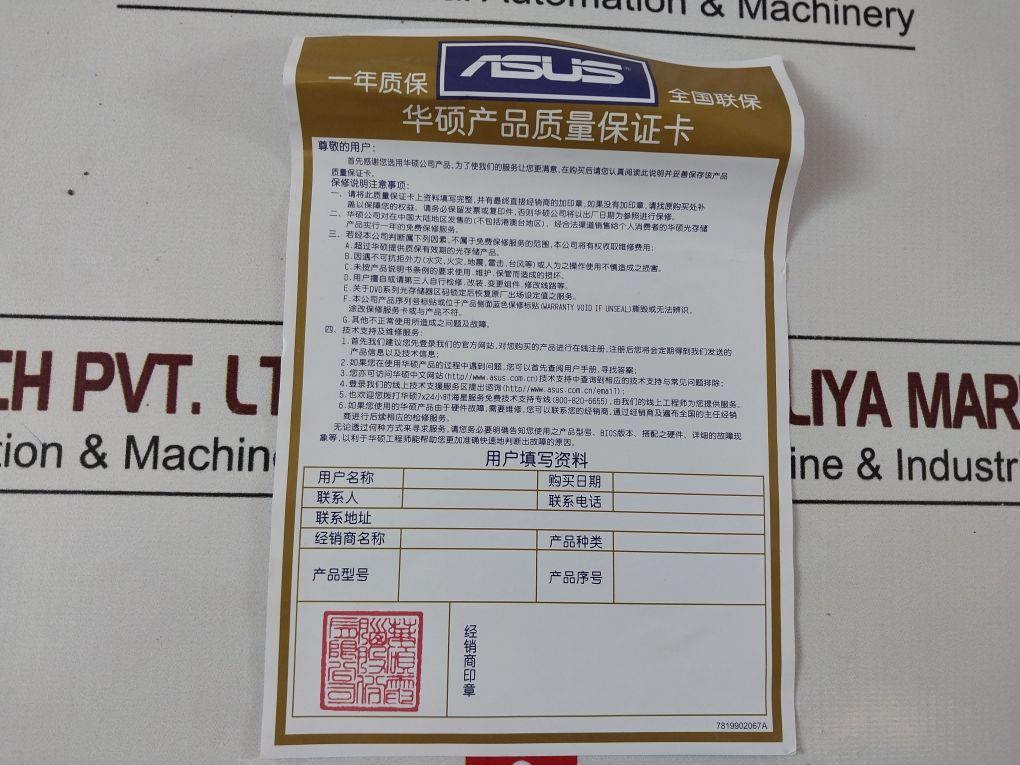 Automation & Machinery
一年质保
ASUS
全国联保
华硕产品质量保证卡
尊敬的用户：
首先感谢您选用华硕公司产品，为了使我们的服务让您更满意，在购买后请您认真阅读此说明并妥善保存该产品
质量保证卡。
保修说明注意事项：
一、请将此质量保证卡上资料填写完整，并有最终直接经销商的加印章，如果没有加印章，请找原购买处补
盖以保障您的权益。请务必保留发票或复印件，否则华硕公司将以出厂日期为参照进行保修。
二、华硕公司对在中国大陆地区发售的(不包括港澳台地区)、经合法渠道销售给个人消费者的华硕光存储
产品实行一年的免费保修服务。
三、若经本公司判断属下列因素，不属于免费保修服务的范围，本公司将有权收取维修费用：
A.超过华硕提供质保有效期的光存储产品。
B.因遇不可抗拒外力(水灾,火灾,地震,雷击,台风等)或人为之操作使用不慎造成之损害。
C.未按产品说明书条例的要求使用、维护、保管而造成的损坏。
D.用户擅自或请第三人自行检修、改装、变更组件、修改线路等。
E.关于DVD系列光存储器区码锁定后恢复原厂出场设定值之服务。
F.本公司产品序列号标贴或位于产品侧面蓝色保修标贴(WARRANTY VOID IF UNSEAL)撕毁或无法辨识，
涂改保修服务卡或与产品不符。
G.其他不正常使用所造成之问题及故障。
四、技术支持及维修服务：
1.首先我们建议您先登录我们的官方网站，对您购买的产品进行在线注册，注册后您将会定期得到我们发送的
产品信息以及技术信息；
2.如果您在使用华硕产品的过程中遇到问题，您可以首先查阅用户手册，寻找答案；
3.您亦可访问华硕中文网站(http//www.asus.com.cn)技术支持中查询到相应的技术支持与常见问题排除；
4.登录我们的线上技术支援服务区提出咨询(http//www.asus.com.cn/email)；
5.也欢迎您拨打华硕7x24小时海星服务免费技术支持专线(800-820-6655)，由我们的线上工程师为您提供服务。
6.如果您使用的华硕产品由于硬件故障，需要维修，您可以联系您的经销商，通过经销商及遍布全国的主任经销
商进行后续相应的检修服务。
无论透过何种方式来寻求服务，请您务必要明确告知您使用之产品型号、BIOS版本、搭配之硬件、详细的故障现
象等，以利于华硕工程师能帮助您更加准确快速地判断出故障的原因。
用户填写资料
用户名称
购买日期
联系人
联系电话
联系地址
经销商名称
产品种类
产品型号
产品序号
华碩電
腦股份
有限公司
经销商印章
7819902067A
CH PVT. LT
LIYA MAR
tion & Machine
ine & Industri